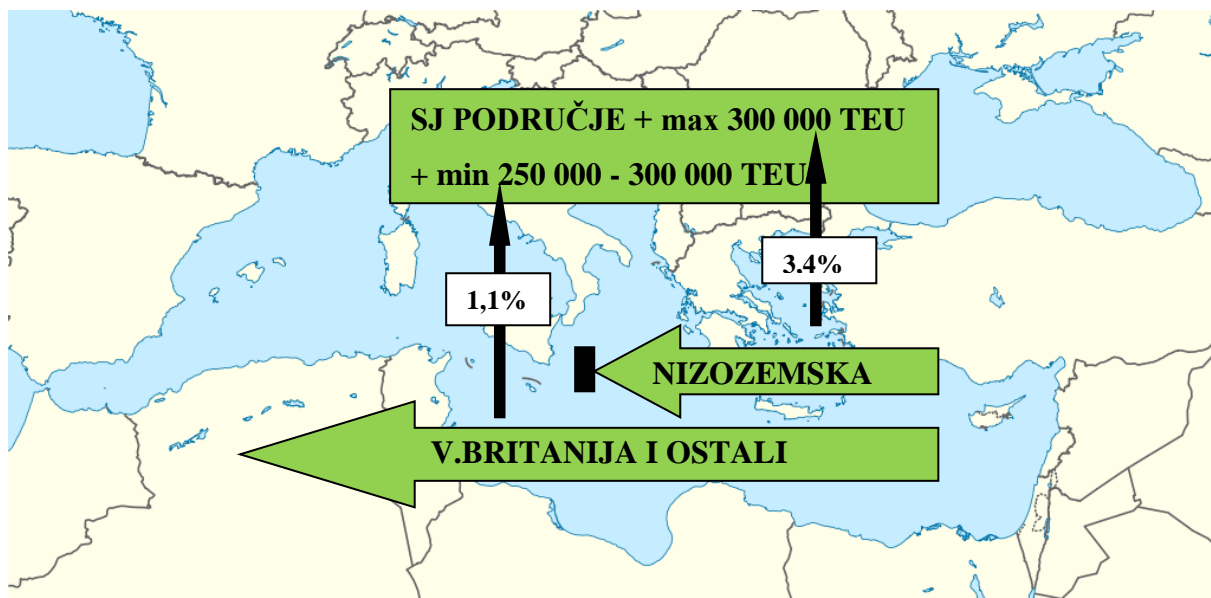 SJ PODRUČJE + max 300 000 TEU
+ min 250 000 - 300 000 TEU
3,4%
1,1%
NIZOZEMSKA
V.BRITANIJA I OSTALI